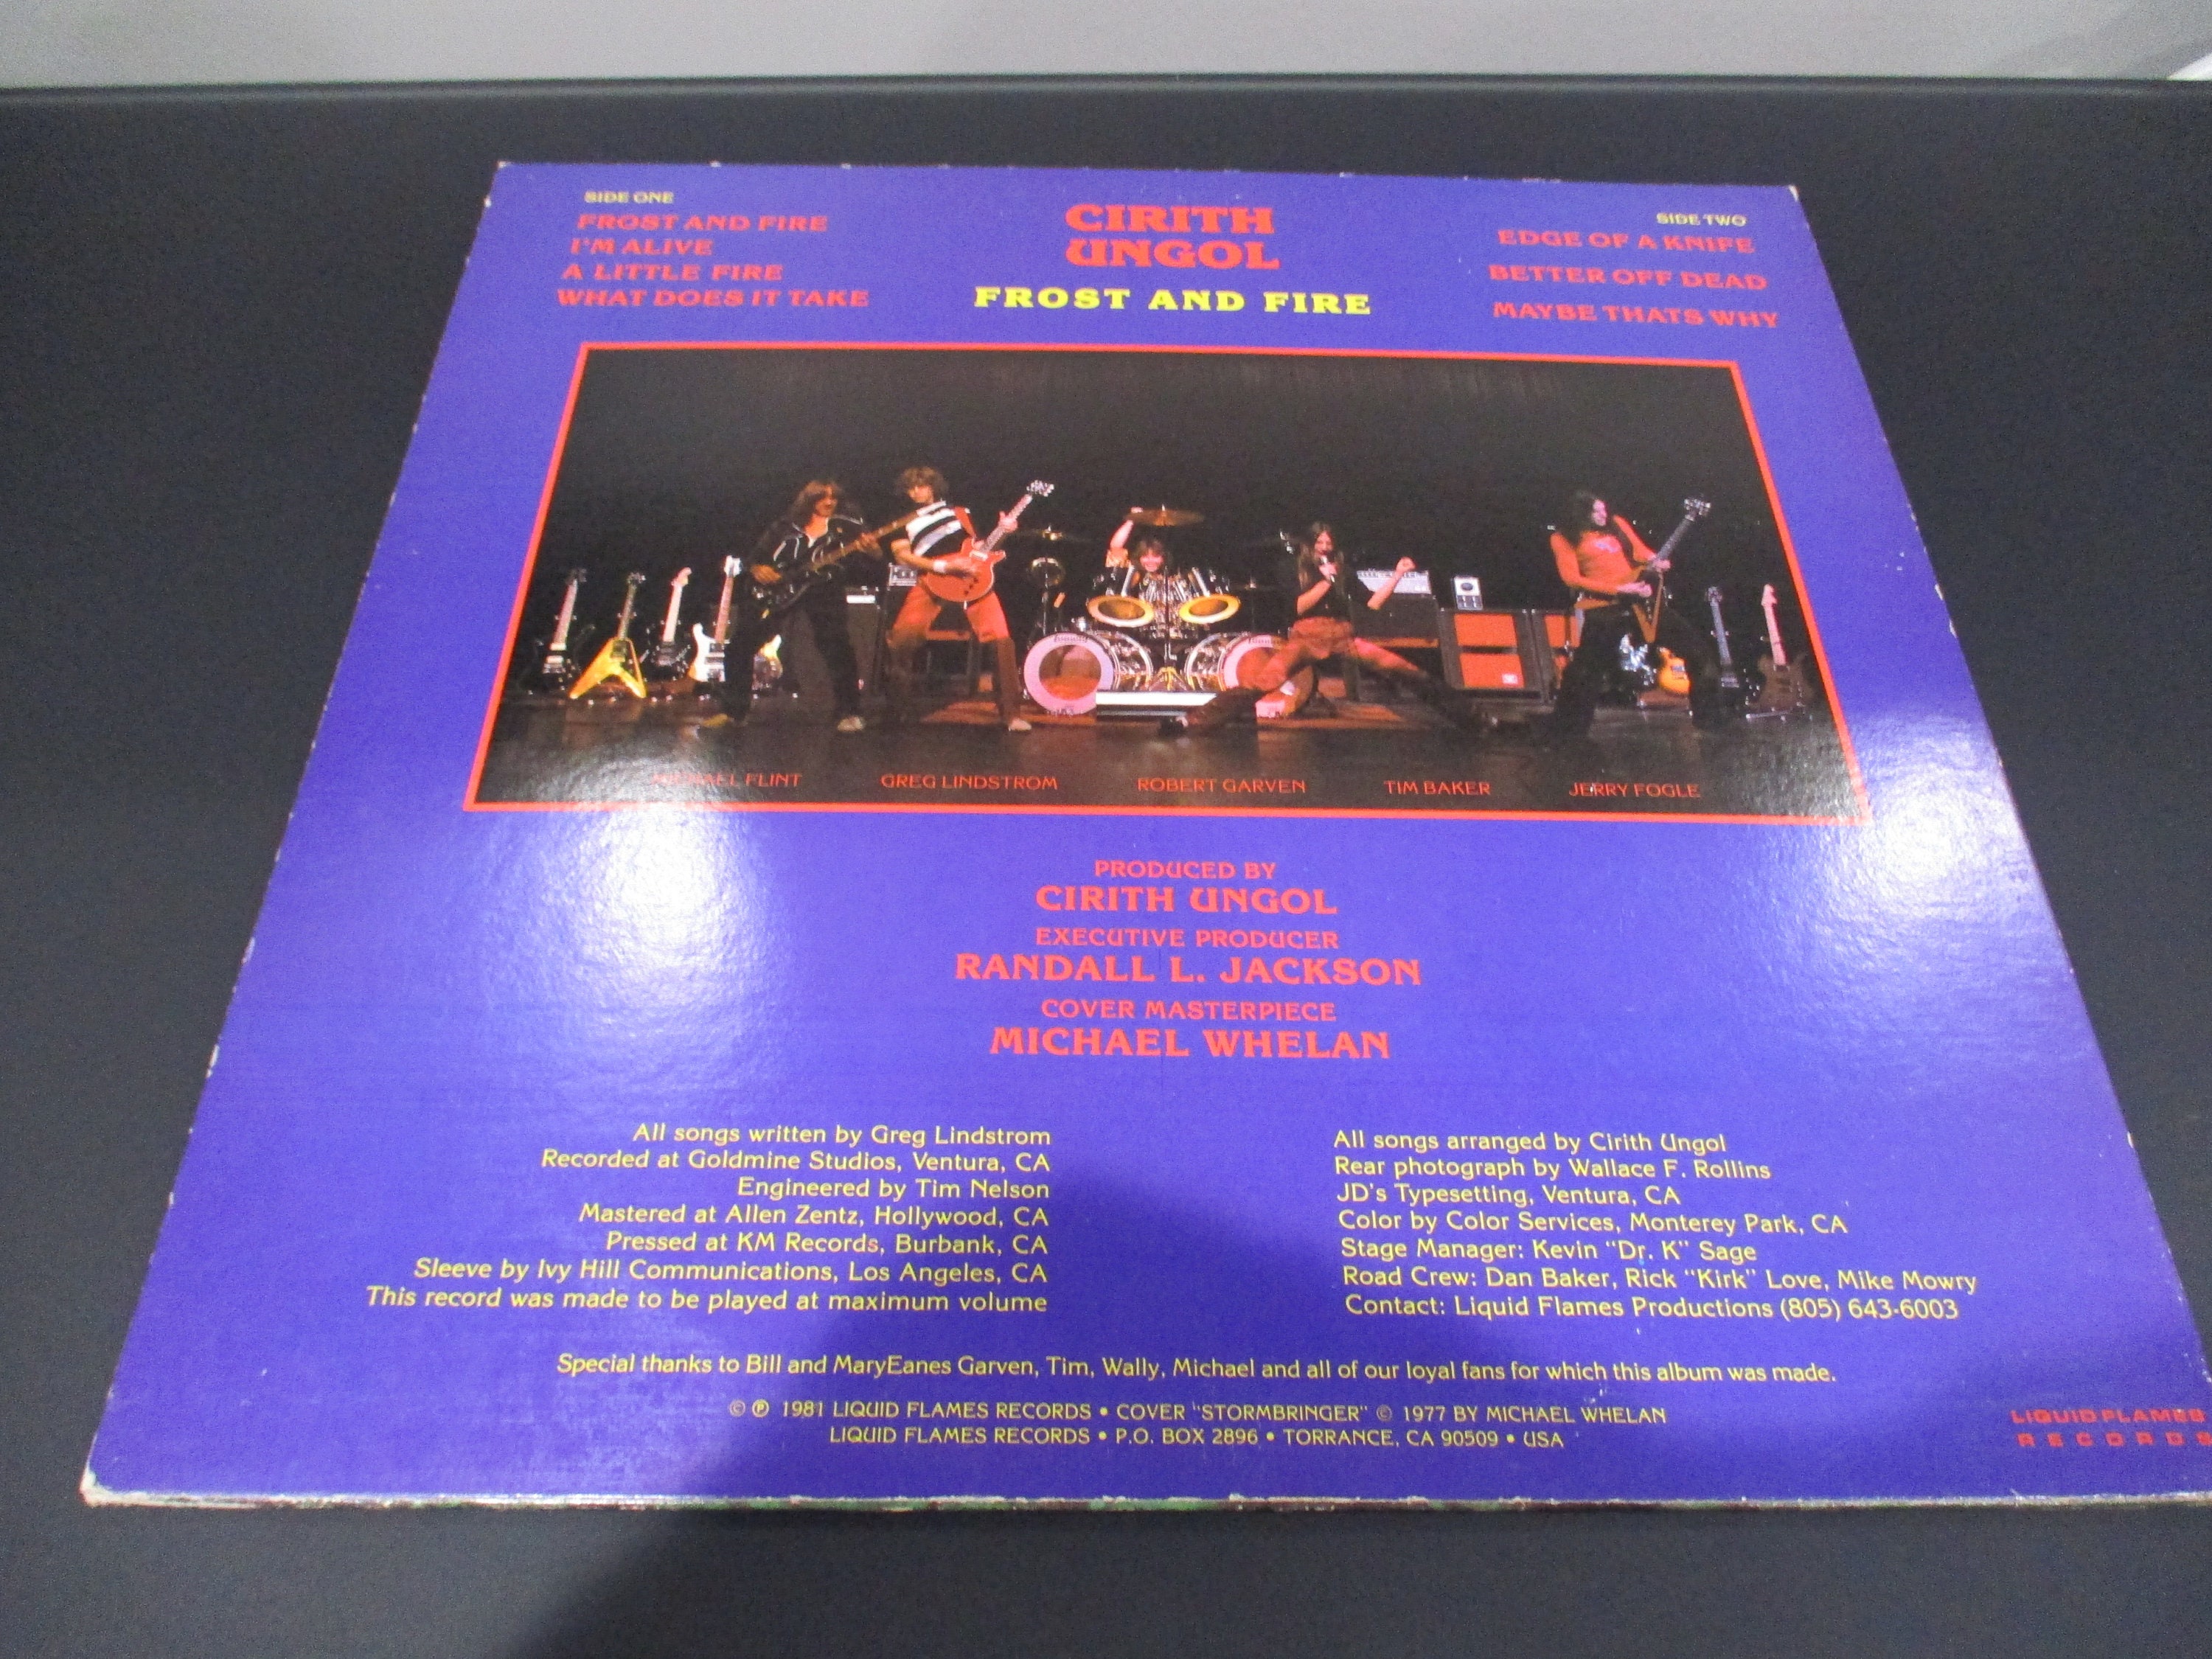 SIDE ONE
FROST AND FIRE
I'M ALIVE
A LITTLE FIRE
WHAT DOES IT TAKE
CIRITH
UNGOL
FROST AND FIRE
SIDE TWO
EDGE OF A KNIFE
BETTER OFF DEAD
MAYBE THATS WHY
MICHAEL FLINT
GREG LINDSTROM
ROBERT GARVEN
TIM BAKER
JERRY FOGLE
PRODUCED BY
CIRITH UNGOL
EXECUTIVE PRODUCER
RANDALL L. JACKSON
COVER MASTERPIECE
MICHAEL WHELAN
All songs written by Greg Lindstrom
Recorded at Goldmine Studios, Ventura, CA
Engineered by Tim Nelson
Mastered at Allen Zentz, Hollywood, CA
Pressed at KM Records, Burbank, CA
Sleeve by Ivy Hill Communications, Los Angeles, CA
This record was made to be played at maximum volume
All songs arranged by Cirith Ungol
Rear photograph by Wallace F. Rollins
JD's Typesetting, Ventura, CA
Color by Color Services, Monterey Park, CA
Stage Manager: Kevin "Dr. K" Sage
Road Crew: Dan Baker, Rick "Kirk" Love, Mike Mowry
Contact: Liquid Flames Productions (805) 643-6003
Special thanks to Bill and MaryEanes Garven, Tim, Wally, Michael and all of our loyal fans for which this album was made.
© ℗ 1981 LIQUID FLAMES RECORDS • COVER "STORMBRINGER" © 1977 BY MICHAEL WHELAN
LIQUID FLAMES RECORDS • P.O. BOX 2896 • TORRANCE, CA 90509 • USA
LIQUID FLAMES
RECORDS